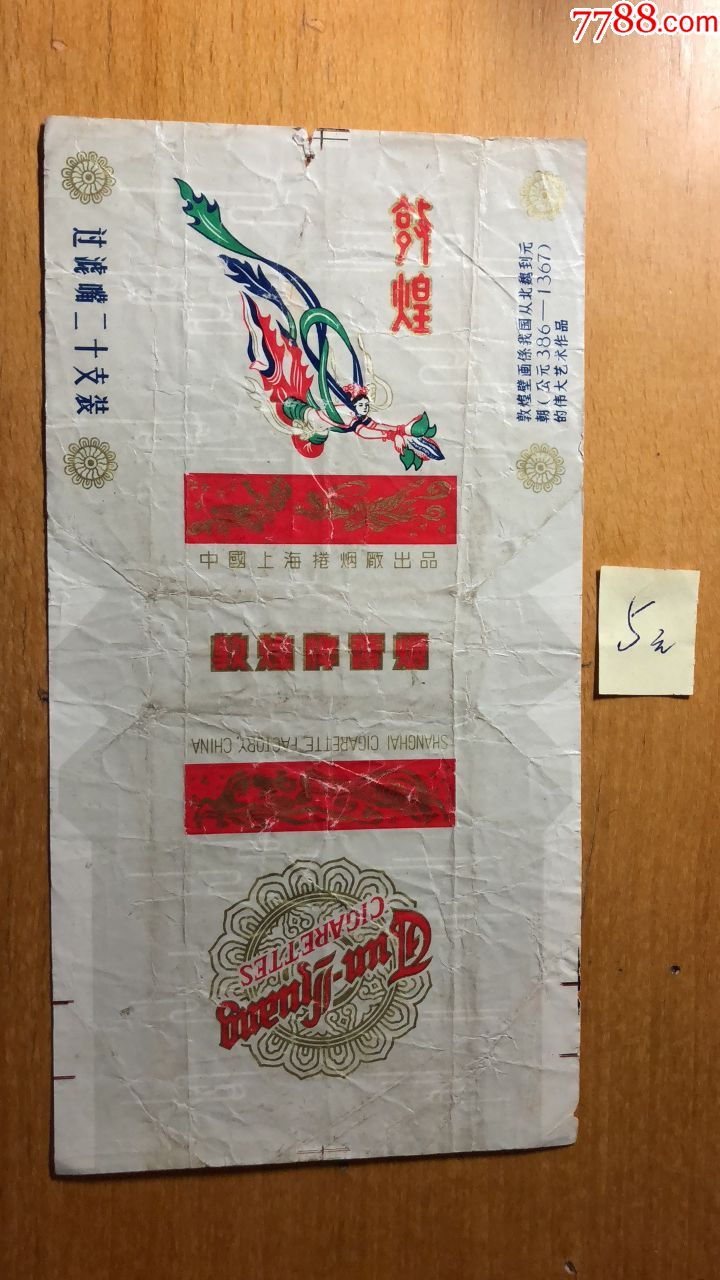 7788.com
敦煌
过滤嘴二十支装
敦煌壁画係我国从北魏到元
朝(公元386—1367)
的伟大艺术作品
中國上海捲烟廠出品
敦煌牌香烟
SHANGHAI CIGARETTE FACTORY, CHINA
Tun-Huang
CIGARETTES
5元